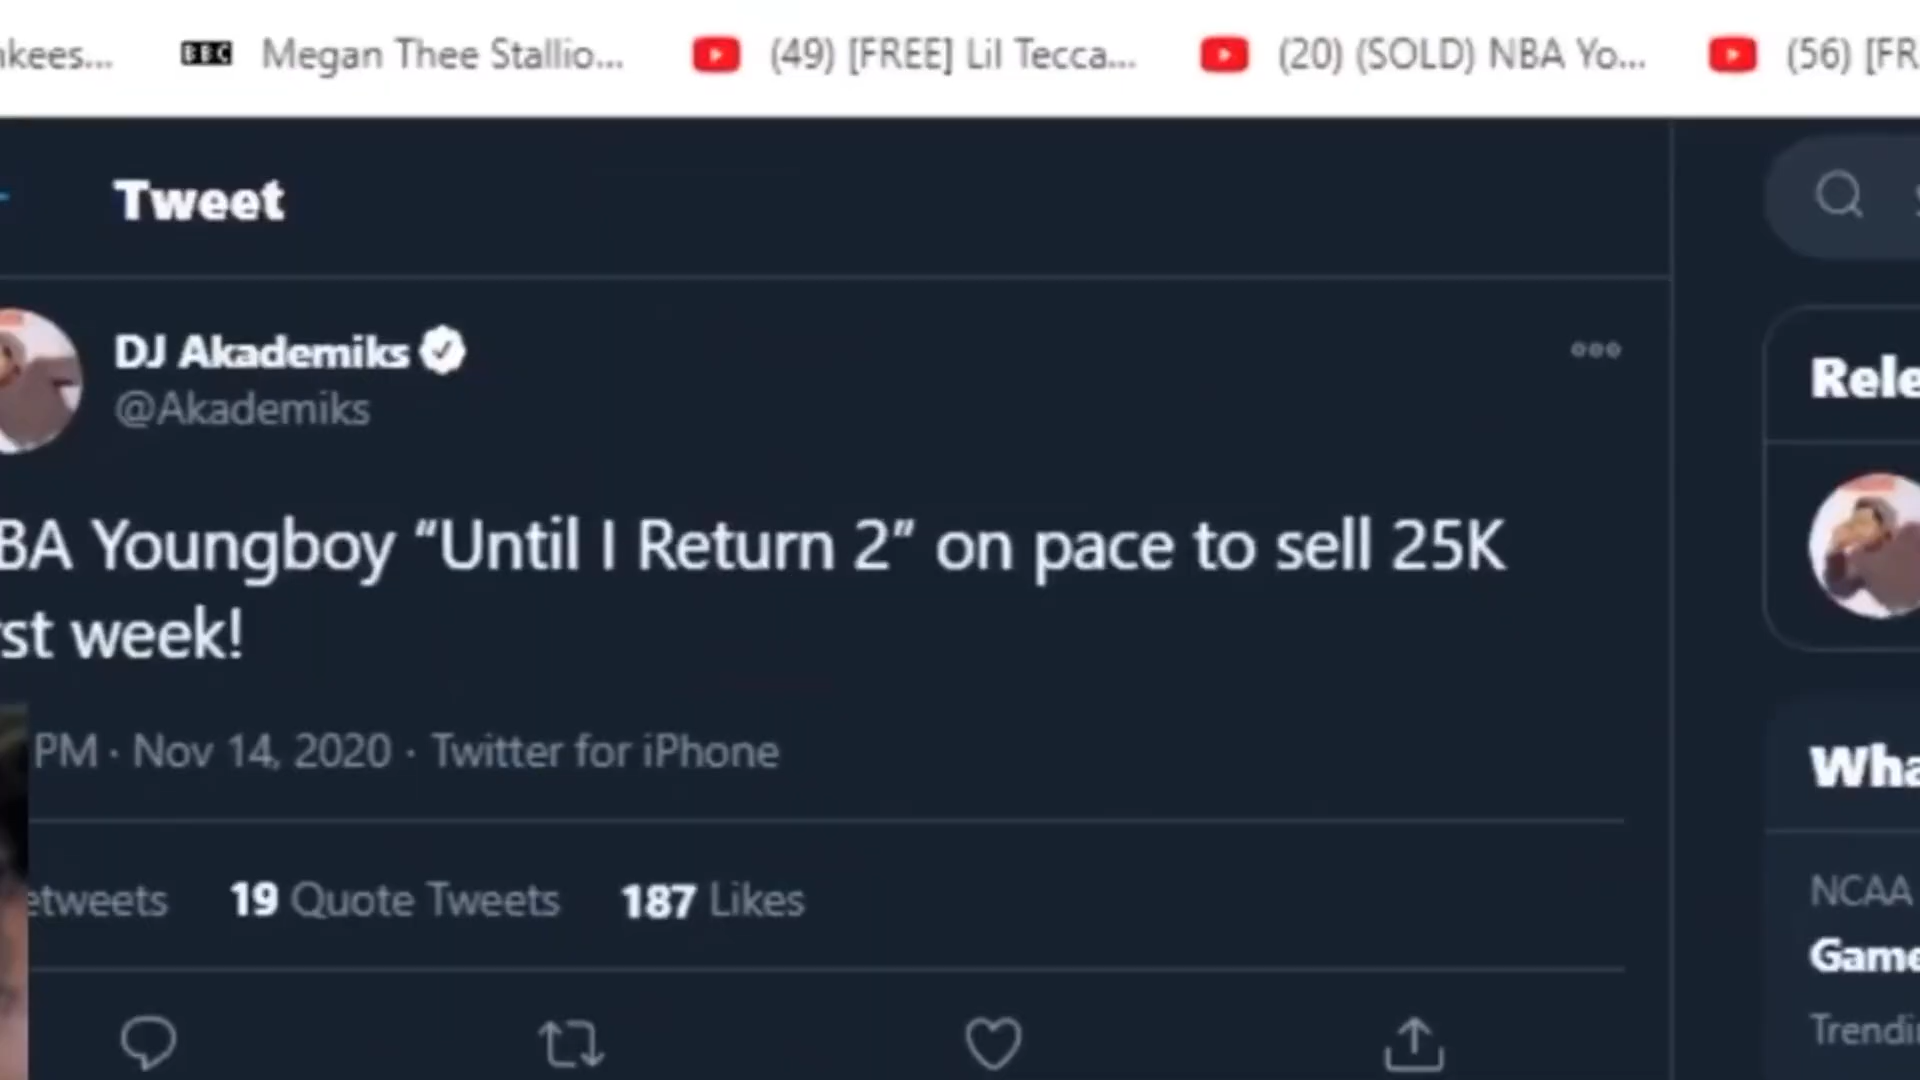 kees... BBC Megan Thee Stallio... (49) [FREE] Lil Tecca... (20) (SOLD) NBA Yo... (56) [FR
Tweet
DJ Akademiks
@Akademiks
Rele
BA Youngboy “Until I Return 2” on pace to sell 25K
st week!
PM · Nov 14, 2020 · Twitter for iPhone
Wha
etweets 19 Quote Tweets 187 Likes
NCAA
Game
Trendi